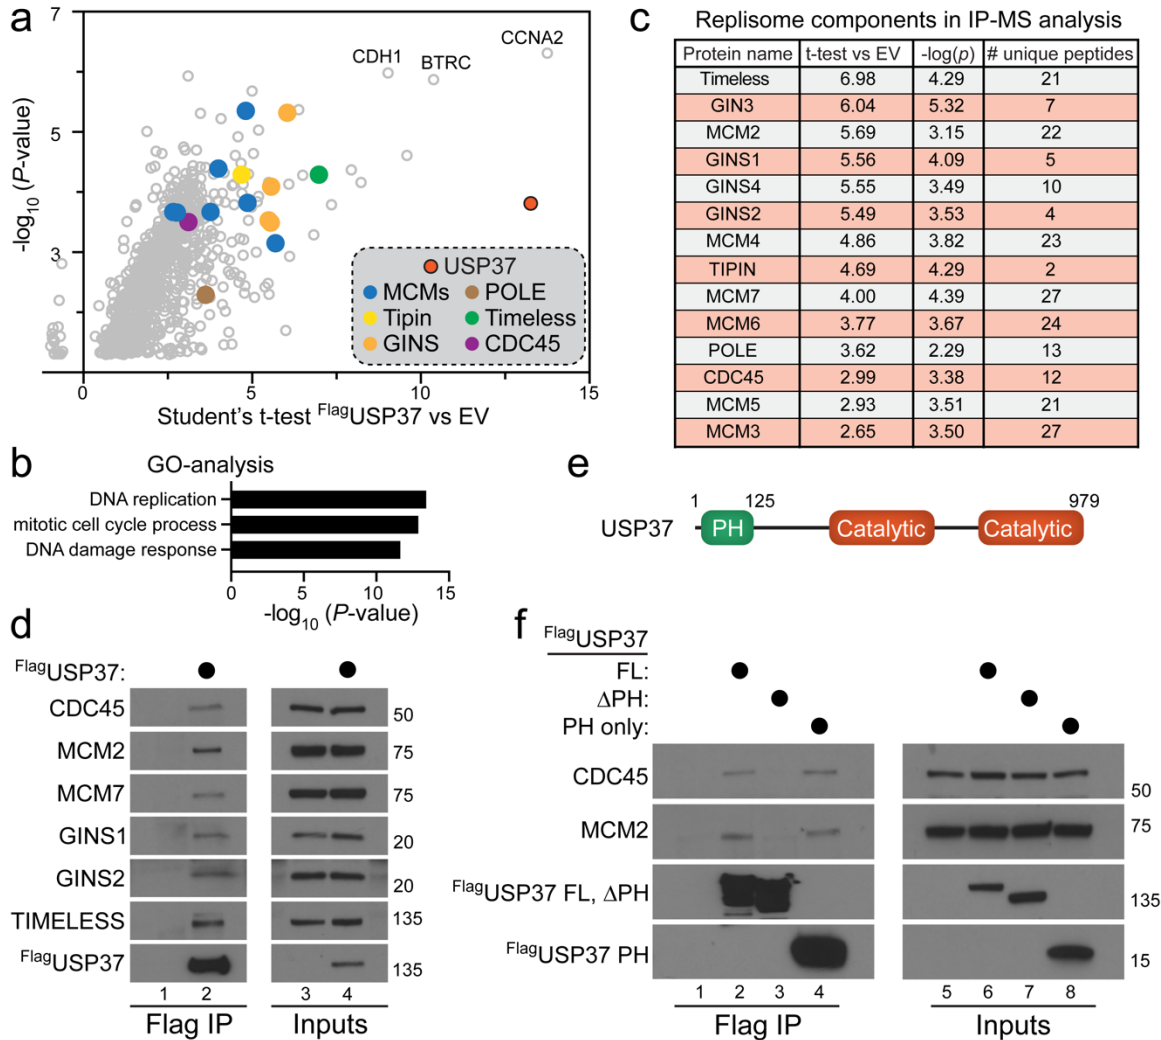 a
7
5
3
-log10 (P-value)
CDH1
BTRC
CCNA2
USP37
MCMs
POLE
Tipin
Timeless
GINS
CDC45
0
5
10
15
Student's t-test FlagUSP37 vs EV
b
GO-analysis
DNA replication
mitotic cell cycle process
DNA damage response
0 5 10 15
-log10 (P-value)
c
Replisome components in IP-MS analysis
Protein name t-test vs EV -log(p) # unique peptides
Timeless 6.98 4.29 21
GIN3 6.04 5.32 7
MCM2 5.69 3.15 22
GINS1 5.56 4.09 5
GINS4 5.55 3.49 10
GINS2 5.49 3.53 4
MCM4 4.86 3.82 23
TIPIN 4.69 4.29 2
MCM7 4.00 4.39 27
MCM6 3.77 3.67 24
POLE 3.62 2.29 13
CDC45 2.99 3.38 12
MCM5 2.93 3.51 21
MCM3 2.65 3.50 27
d
FlagUSP37:
CDC45 50
MCM2 75
MCM7 75
GINS1 20
GINS2 20
TIMELESS 135
FlagUSP37 135
1 2 3 4
Flag IP Inputs
e
1 125 979
USP37 PH Catalytic Catalytic
f
FlagUSP37
FL:
ΔPH:
PH only:
CDC45 50
MCM2 75
FlagUSP37 FL, ΔPH 135
FlagUSP37 PH 15
1 2 3 4 5 6 7 8
Flag IP Inputs